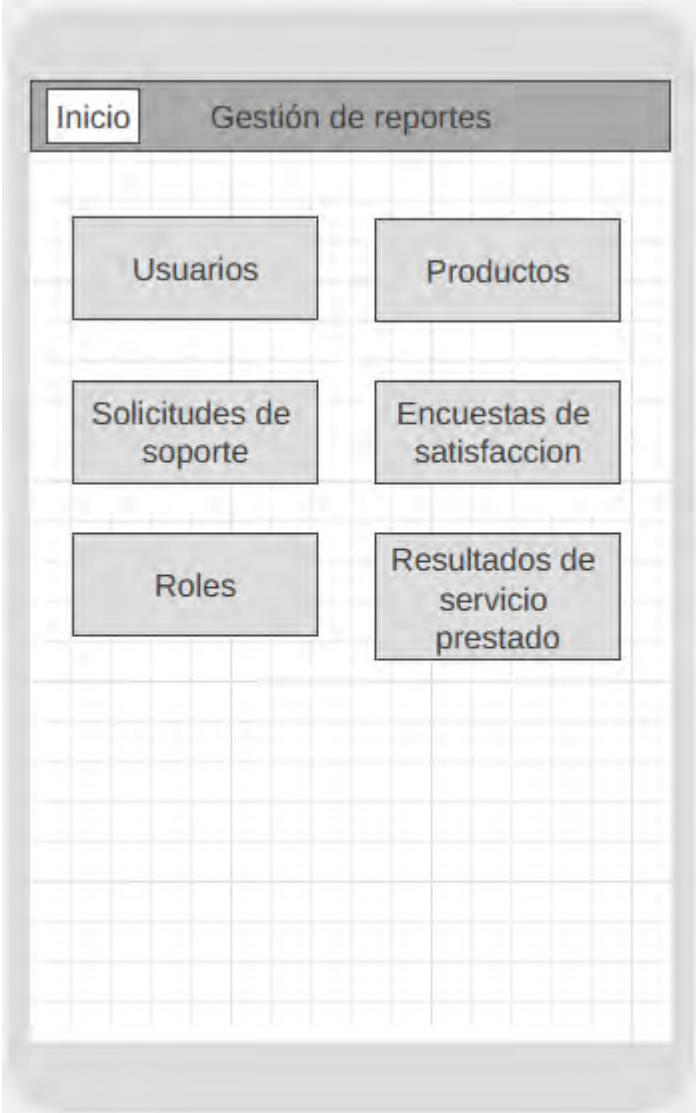 Inicio
Gestión de reportes
Usuarios
Productos
Solicitudes de
soporte
Encuestas de
satisfaccion
Roles
Resultados de
servicio
prestado